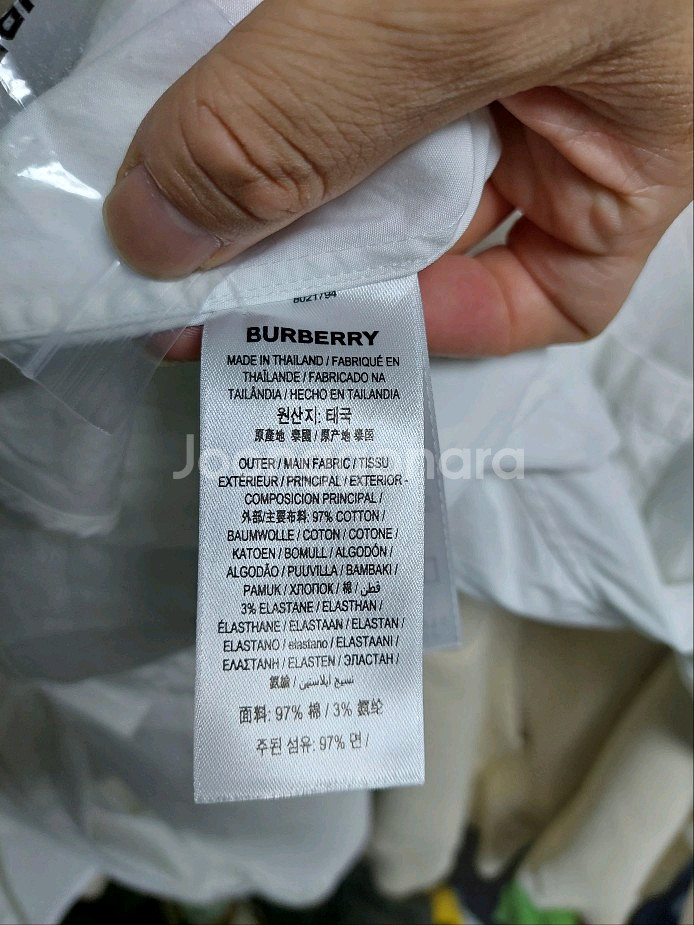 8021794
BURBERRY
MADE IN THAILAND / FABRIQUÉ EN
THAÏLANDE / FABRICADO NA
TAILÂNDIA / HECHO EN TAILANDIA
원산지: 태국
原產地 泰國 / 原产地 泰国
OUTER / MAIN FABRIC / TISSU
EXTÉRIEUR / PRINCIPAL / EXTERIOR -
COMPOSICION PRINCIPAL /
外部/主要布料: 97% COTTON /
BAUMWOLLE / COTON / COTONE /
KATOEN / BOMULL / ALGODÓN /
ALGODÃO / PUUVILLA / BAMBAKI /
PAMUK / ХЛОПОК / 棉 / قطن
3% ELASTANE / ELASTHAN /
ÉLASTHANE / ELASTAAN / ELASTAN /
ELASTANO / elastano / ELASTAANI /
ΕΛΑΣΤΑΝΗ / ELASTEN / ЭЛАСТАН /
氨綸 / نسيج ايلاستين
面料: 97% 棉 / 3% 氨纶
주된 섬유: 97% 면 /